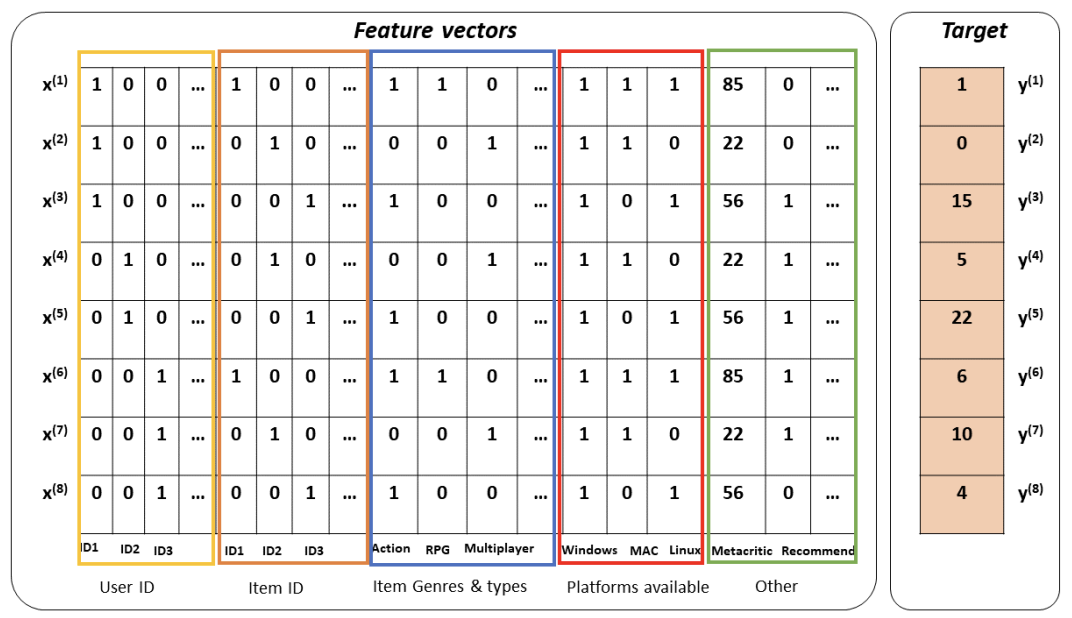 Feature vectors Target
x(1) 1 0 0 ... 1 0 0 ... 1 1 0 ... 1 1 1 85 0 ... 1 y(1)
x(2) 1 0 0 ... 0 1 0 ... 0 0 1 ... 1 1 0 22 0 ... 0 y(2)
x(3) 1 0 0 ... 0 0 1 ... 1 0 0 ... 1 0 1 56 1 ... 15 y(3)
x(4) 0 1 0 ... 0 1 0 ... 0 0 1 ... 1 1 0 22 1 ... 5 y(4)
x(5) 0 1 0 ... 0 0 1 ... 1 0 0 ... 1 0 1 56 1 ... 22 y(5)
x(6) 0 0 1 ... 1 0 0 ... 1 1 0 ... 1 1 1 85 1 ... 6 y(6)
x(7) 0 0 1 ... 0 1 0 ... 0 0 1 ... 1 1 0 22 1 ... 10 y(7)
x(8) 0 0 1 ... 0 0 1 ... 1 0 0 ... 1 0 1 56 0 ... 4 y(8)
ID1 ID2 ID3 ID1 ID2 ID3 Action RPG Multiplayer Windows MAC Linux Metacritic Recommend
User ID Item ID Item Genres & types Platforms available Other